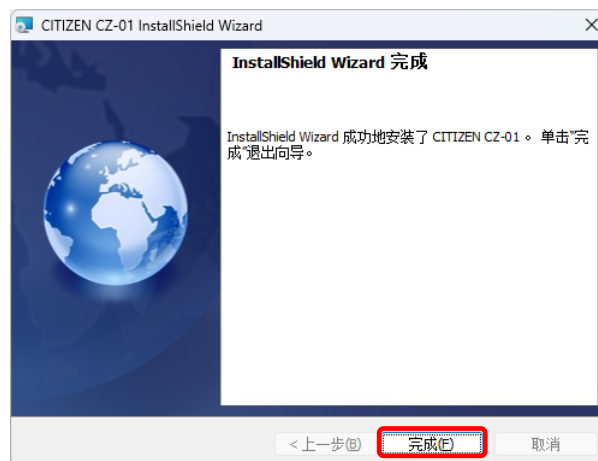 CITIZEN CZ-01 InstallShield Wizard
InstallShield Wizard 完成
InstallShield Wizard 成功地安装了 CITIZEN CZ-01。 单击"完
成"退出向导。
<上一步(B) 完成(F) 取消